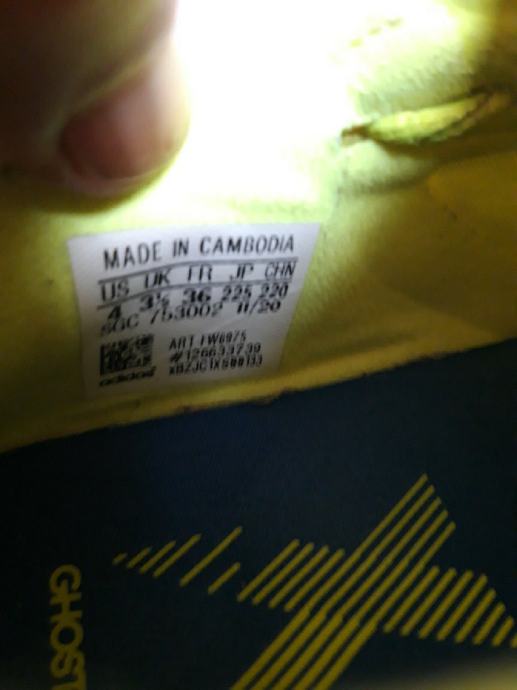 MADE IN CAMBODIA
US UK FR JP CHN
4 3½ 36 225 220
SGC 753002 11/20
ART FW6975
#126633739
adidas
GHOST